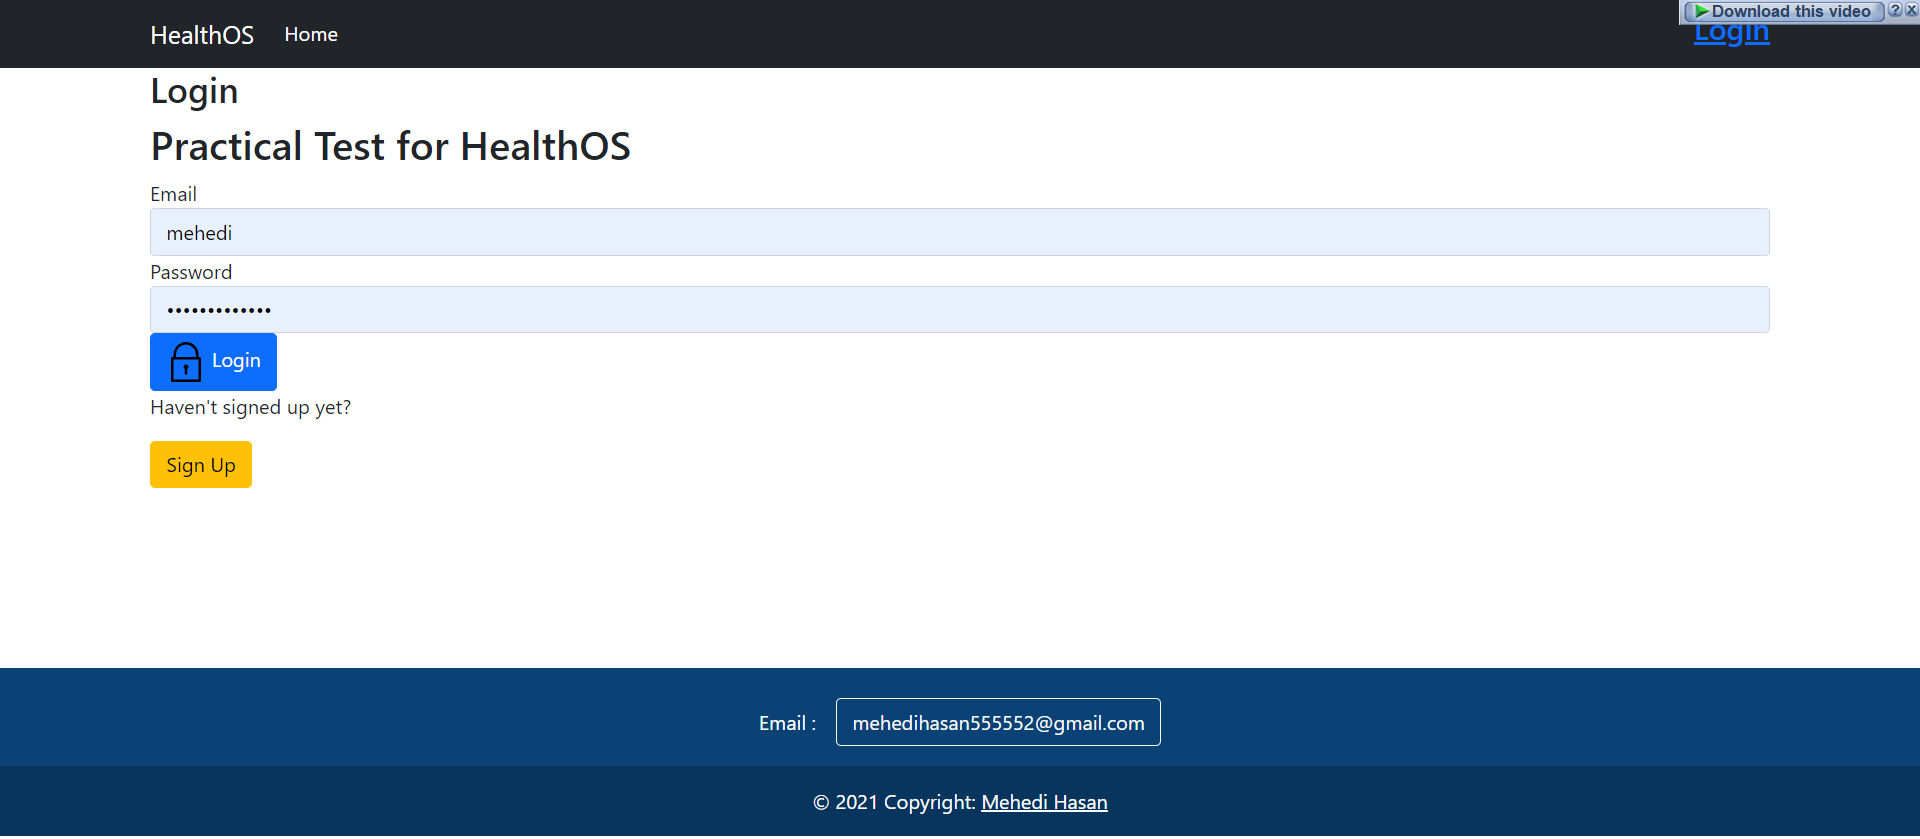 HealthOS Home Login
Download this video ? X
Login
Practical Test for HealthOS
Email
mehedi
Password
•••••••••••••
Login
Haven't signed up yet?
Sign Up
Email : mehedihasan555552@gmail.com
© 2021 Copyright: Mehedi Hasan